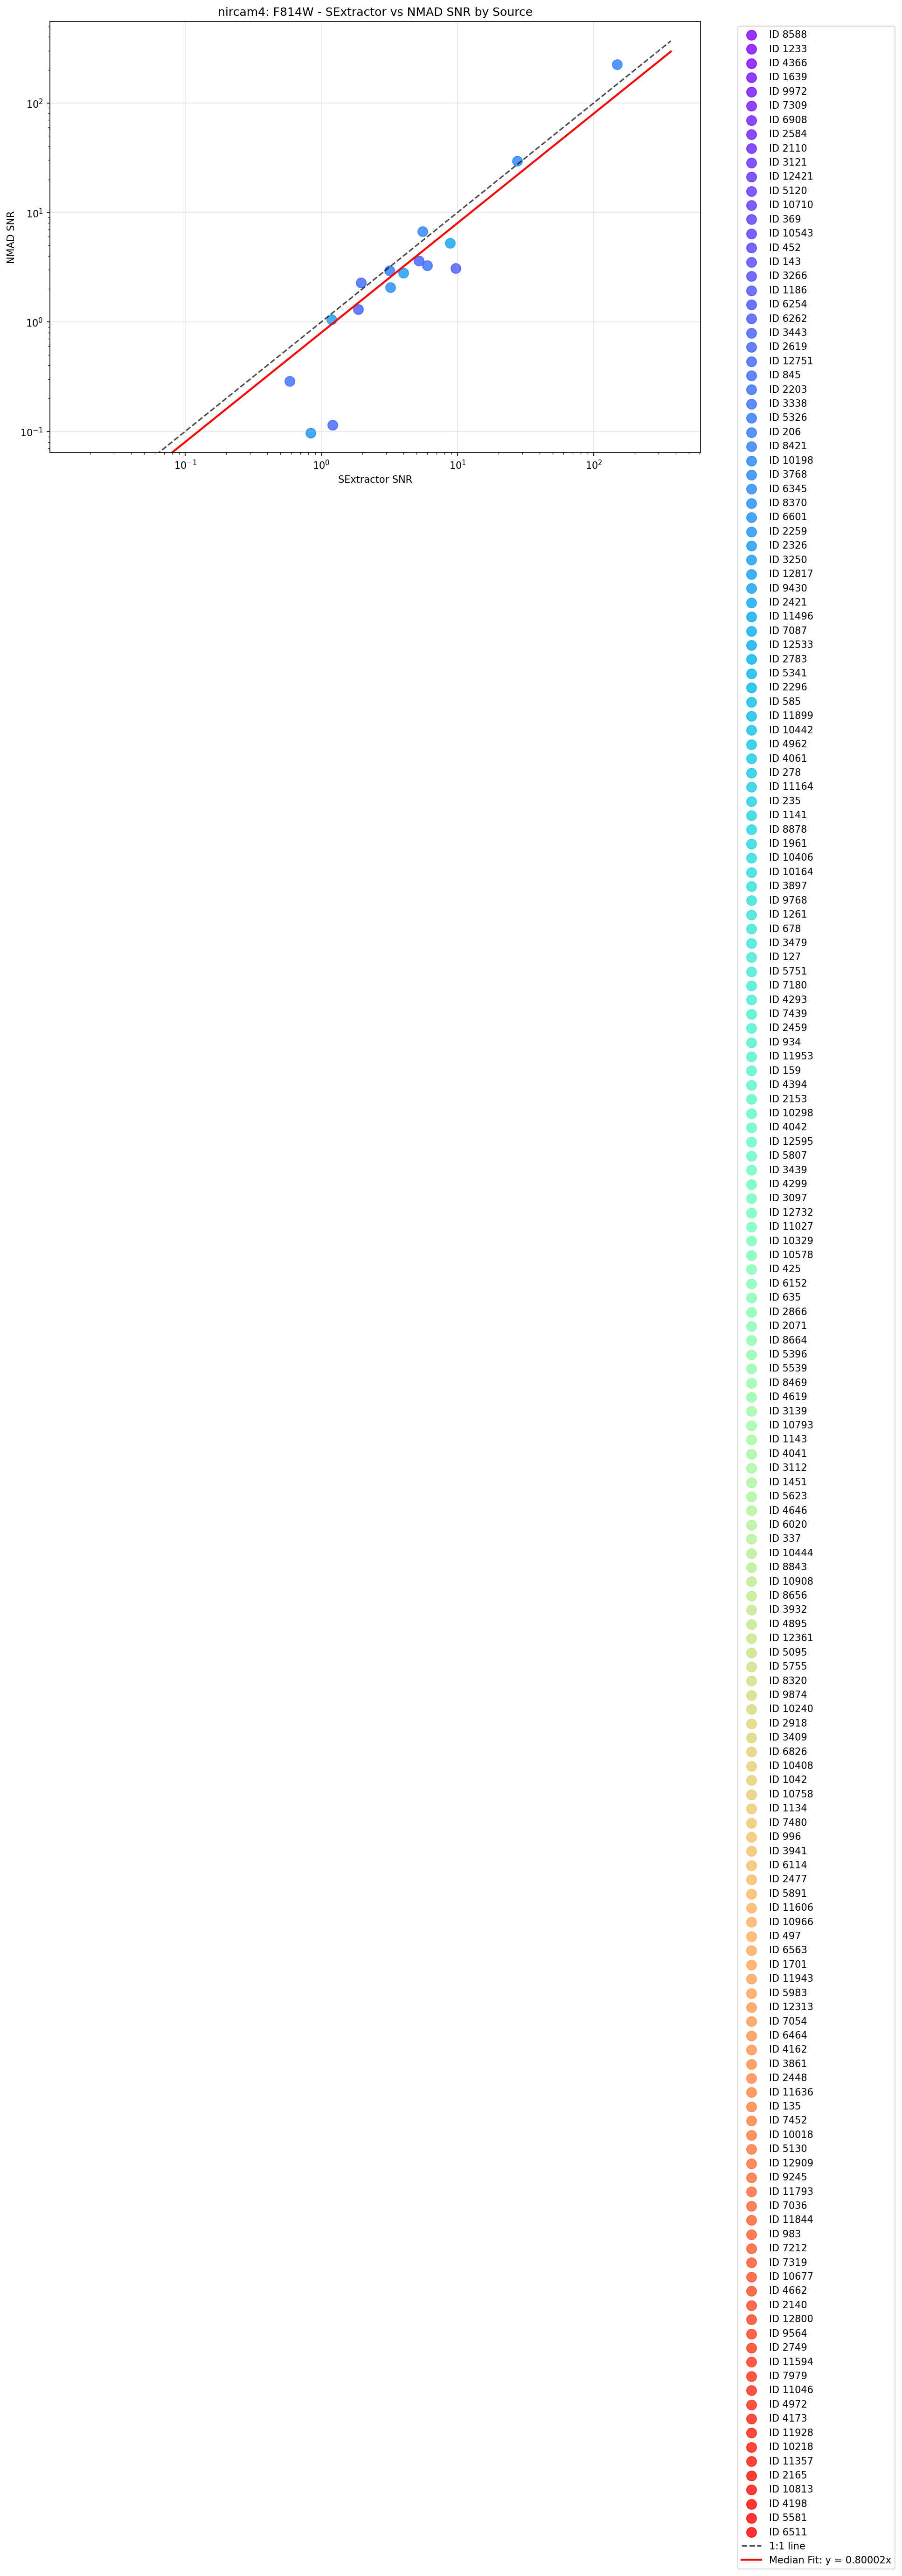 nircam4: F814W - SExtractor vs NMAD SNR by Source
NMAD SNR
10²
10¹
10⁰
10⁻¹
10⁻¹
10⁰
10¹
10²
SExtractor SNR
ID 8588
ID 1233
ID 4366
ID 1639
ID 9972
ID 7309
ID 6908
ID 2584
ID 2110
ID 3121
ID 12421
ID 5120
ID 10710
ID 369
ID 10543
ID 452
ID 143
ID 3266
ID 1186
ID 6254
ID 6262
ID 3443
ID 2619
ID 12751
ID 845
ID 2203
ID 3338
ID 5326
ID 206
ID 8421
ID 10198
ID 3768
ID 6345
ID 8370
ID 6601
ID 2259
ID 2326
ID 3250
ID 12817
ID 9430
ID 2421
ID 11496
ID 7087
ID 12533
ID 2783
ID 5341
ID 2296
ID 585
ID 11899
ID 10442
ID 4962
ID 4061
ID 278
ID 11164
ID 235
ID 1141
ID 8878
ID 1961
ID 10406
ID 10164
ID 3897
ID 9768
ID 1261
ID 678
ID 3479
ID 127
ID 5751
ID 7180
ID 4293
ID 7439
ID 2459
ID 934
ID 11953
ID 159
ID 4394
ID 2153
ID 10298
ID 4042
ID 12595
ID 5807
ID 3439
ID 4299
ID 3097
ID 12732
ID 11027
ID 10329
ID 10578
ID 425
ID 6152
ID 635
ID 2866
ID 2071
ID 8664
ID 5396
ID 5539
ID 8469
ID 4619
ID 3139
ID 10793
ID 1143
ID 4041
ID 3112
ID 1451
ID 5623
ID 4646
ID 6020
ID 337
ID 10444
ID 8843
ID 10908
ID 8656
ID 3932
ID 4895
ID 12361
ID 5095
ID 5755
ID 8320
ID 9874
ID 10240
ID 2918
ID 3409
ID 6826
ID 10408
ID 1042
ID 10758
ID 1134
ID 7480
ID 996
ID 3941
ID 6114
ID 2477
ID 5891
ID 11606
ID 10966
ID 497
ID 6563
ID 1701
ID 11943
ID 5983
ID 12313
ID 7054
ID 6464
ID 4162
ID 3861
ID 2448
ID 11636
ID 135
ID 7452
ID 10018
ID 5130
ID 12909
ID 9245
ID 11793
ID 7036
ID 11844
ID 983
ID 7212
ID 7319
ID 10677
ID 4662
ID 2140
ID 12800
ID 9564
ID 2749
ID 11594
ID 7979
ID 11046
ID 4972
ID 4173
ID 11928
ID 10218
ID 11357
ID 2165
ID 10813
ID 4198
ID 5581
ID 6511
1:1 line
Median Fit: y = 0.80002x